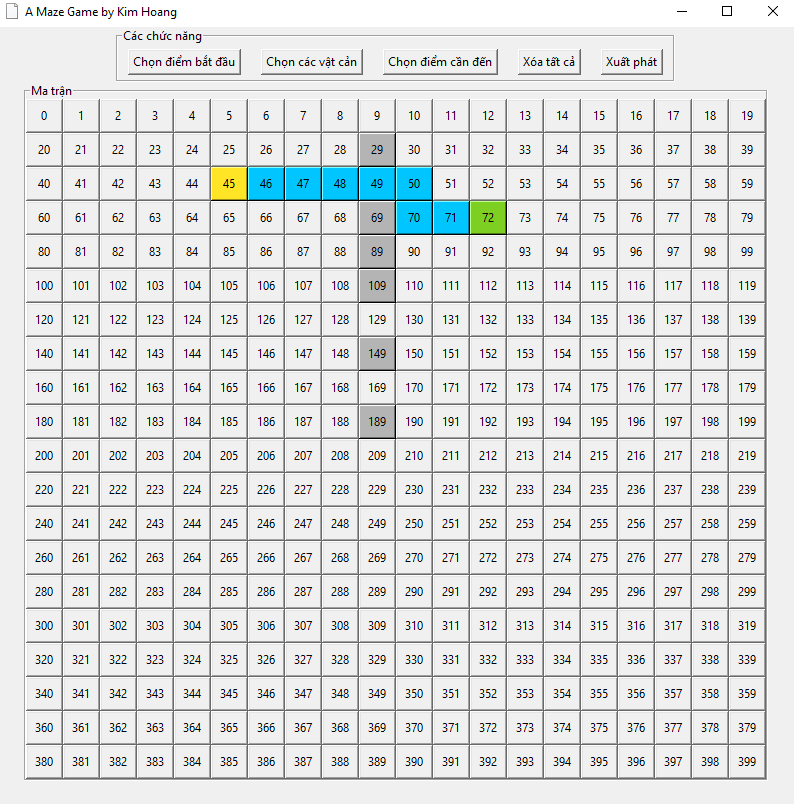 A Maze Game by Kim Hoang
Các chức năng
Chọn điểm bắt đầu Chọn các vật cản Chọn điểm cần đến Xóa tất cả Xuất phát
Ma trận
0 1 2 3 4 5 6 7 8 9 10 11 12 13 14 15 16 17 18 19
20 21 22 23 24 25 26 27 28 29 30 31 32 33 34 35 36 37 38 39
40 41 42 43 44 45 46 47 48 49 50 51 52 53 54 55 56 57 58 59
60 61 62 63 64 65 66 67 68 69 70 71 72 73 74 75 76 77 78 79
80 81 82 83 84 85 86 87 88 89 90 91 92 93 94 95 96 97 98 99
100 101 102 103 104 105 106 107 108 109 110 111 112 113 114 115 116 117 118 119
120 121 122 123 124 125 126 127 128 129 130 131 132 133 134 135 136 137 138 139
140 141 142 143 144 145 146 147 148 149 150 151 152 153 154 155 156 157 158 159
160 161 162 163 164 165 166 167 168 169 170 171 172 173 174 175 176 177 178 179
180 181 182 183 184 185 186 187 188 189 190 191 192 193 194 195 196 197 198 199
200 201 202 203 204 205 206 207 208 209 210 211 212 213 214 215 216 217 218 219
220 221 222 223 224 225 226 227 228 229 230 231 232 233 234 235 236 237 238 239
240 241 242 243 244 245 246 247 248 249 250 251 252 253 254 255 256 257 258 259
260 261 262 263 264 265 266 267 268 269 270 271 272 273 274 275 276 277 278 279
280 281 282 283 284 285 286 287 288 289 290 291 292 293 294 295 296 297 298 299
300 301 302 303 304 305 306 307 308 309 310 311 312 313 314 315 316 317 318 319
320 321 322 323 324 325 326 327 328 329 330 331 332 333 334 335 336 337 338 339
340 341 342 343 344 345 346 347 348 349 350 351 352 353 354 355 356 357 358 359
360 361 362 363 364 365 366 367 368 369 370 371 372 373 374 375 376 377 378 379
380 381 382 383 384 385 386 387 388 389 390 391 392 393 394 395 396 397 398 399